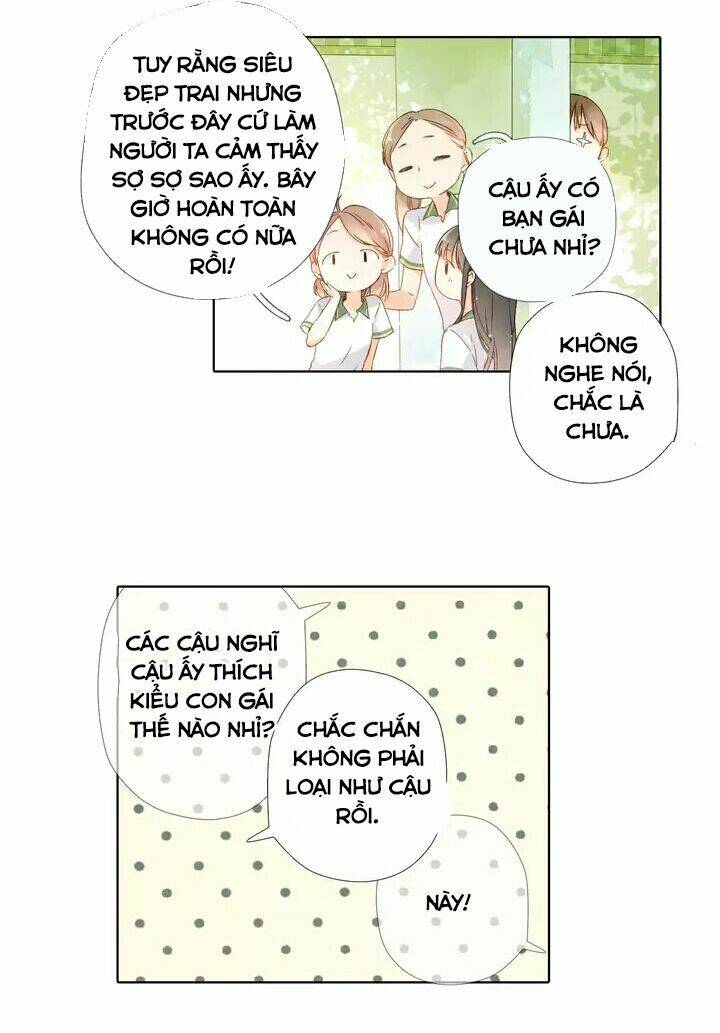 TUY RẰNG SIÊU
ĐẸP TRAI NHƯNG
TRƯỚC ĐÂY CỨ LÀM
NGƯỜI TA CẢM THẤY
SỢ SỢ SAO ẤY. BÂY
GIỜ HOÀN TOÀN
KHÔNG CÓ NỮA
RỒI!
CẬU ẤY CÓ
BẠN GÁI
CHƯA NHỈ?
KHÔNG
NGHE NÓI,
CHẮC LÀ
CHƯA.
CÁC CẬU NGHĨ
CẬU ẤY THÍCH
KIỂU CON GÁI
THẾ NÀO NHỈ?
CHẮC CHẮN
KHÔNG PHẢI
LOẠI NHƯ CẬU
RỒI.
NÀY!